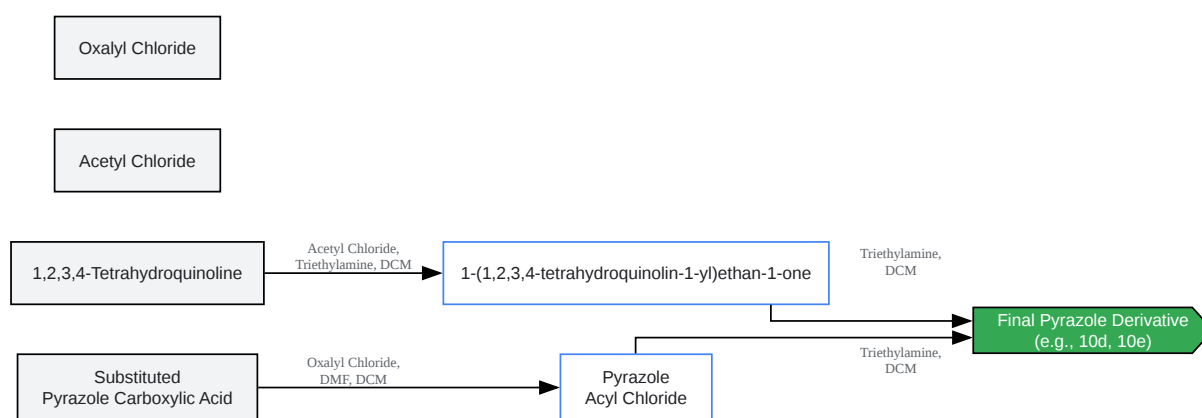 Oxalyl Chloride
Acetyl Chloride
1,2,3,4-Tetrahydroquinoline
Acetyl Chloride,
Triethylamine, DCM
1-(1,2,3,4-tetrahydroquinolin-1-yl)ethan-1-one
Triethylamine,
DCM
Final Pyrazole Derivative
(e.g., 10d, 10e)
Substituted
Pyrazole Carboxylic Acid
Oxalyl Chloride,
DMF, DCM
Pyrazole
Acyl Chloride
Triethylamine,
DCM